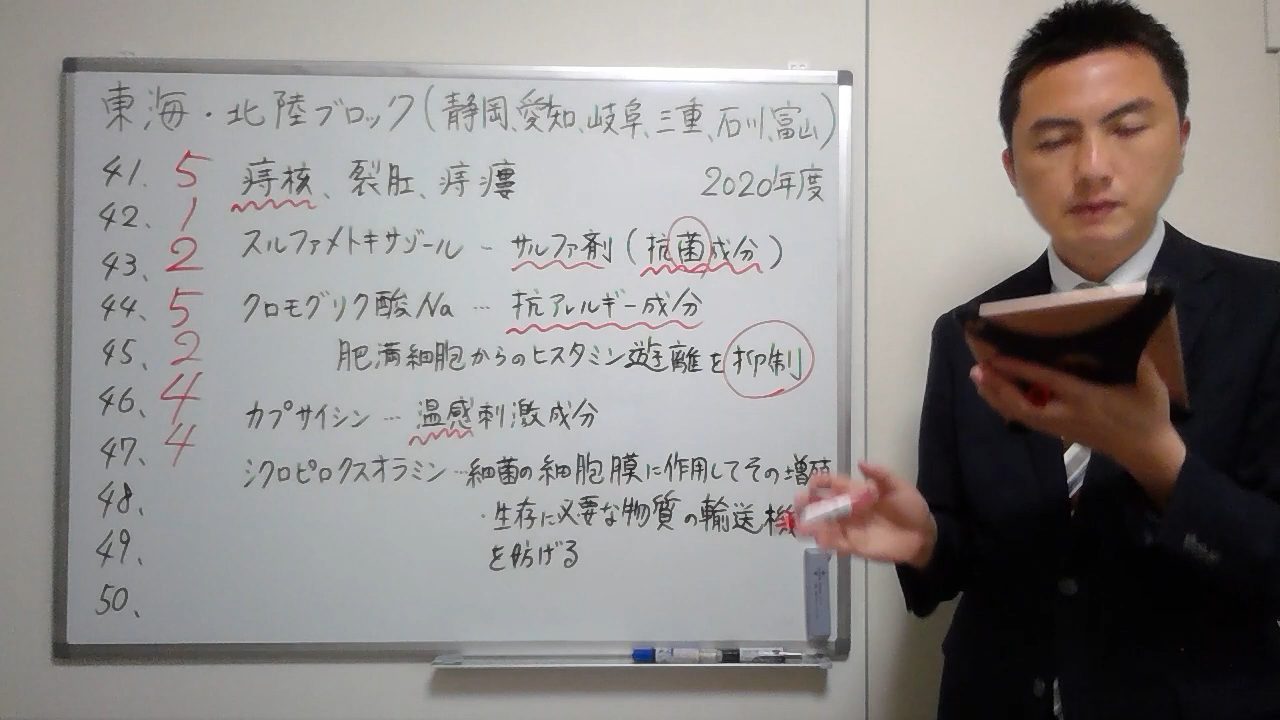 東海・北陸ブロック(静岡、愛知、岐阜、三重、石川、富山)
2020年度
41. 5 痔核、裂肛、痔瘻
42. 1
スルファメトキサゾール … サルファ剤(抗菌成分)
43. 2
44. 5 クロモグリク酸Na … 抗アレルギー成分
45. 2 肥満細胞からのヒスタミン遊離を抑制
46. 4 カプサイシン … 温感刺激成分
47. 4
シクロピロクスオラミン … 細菌の細胞膜に作用してその増殖
48. ・生存に必要な物質の輸送機
49. を妨げる
50.